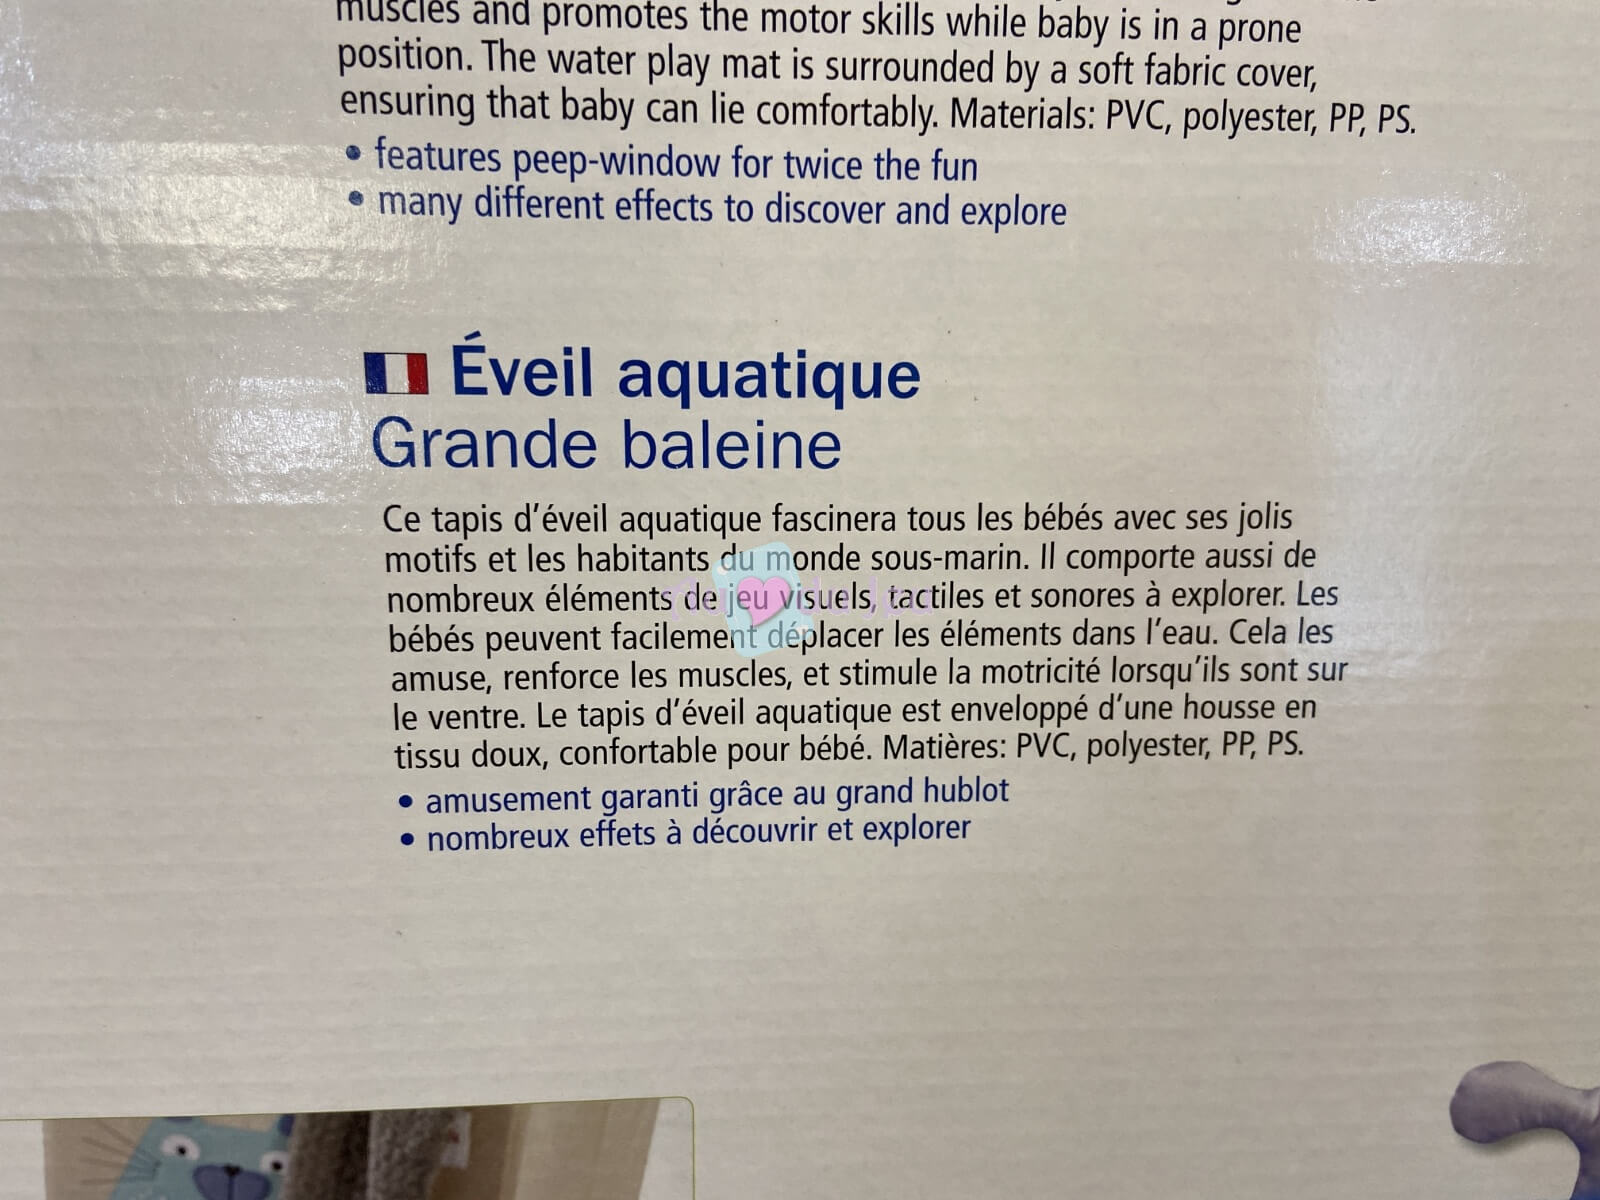 muscles and promotes the motor skills while baby is in a prone
position. The water play mat is surrounded by a soft fabric cover,
ensuring that baby can lie comfortably. Materials: PVC, polyester, PP, PS.
• features peep-window for twice the fun
• many different effects to discover and explore
Éveil aquatique
Grande baleine
Ce tapis d'éveil aquatique fascinera tous les bébés avec ses jolis
motifs et les habitants du monde sous-marin. Il comporte aussi de
nombreux éléments de jeu visuels, tactiles et sonores à explorer. Les
bébés peuvent facilement déplacer les éléments dans l'eau. Cela les
amuse, renforce les muscles, et stimule la motricité lorsqu'ils sont sur
le ventre. Le tapis d'éveil aquatique est enveloppé d'une housse en
tissu doux, confortable pour bébé. Matières: PVC, polyester, PP, PS.
• amusement garanti grâce au grand hublot
• nombreux effets à découvrir et explorer